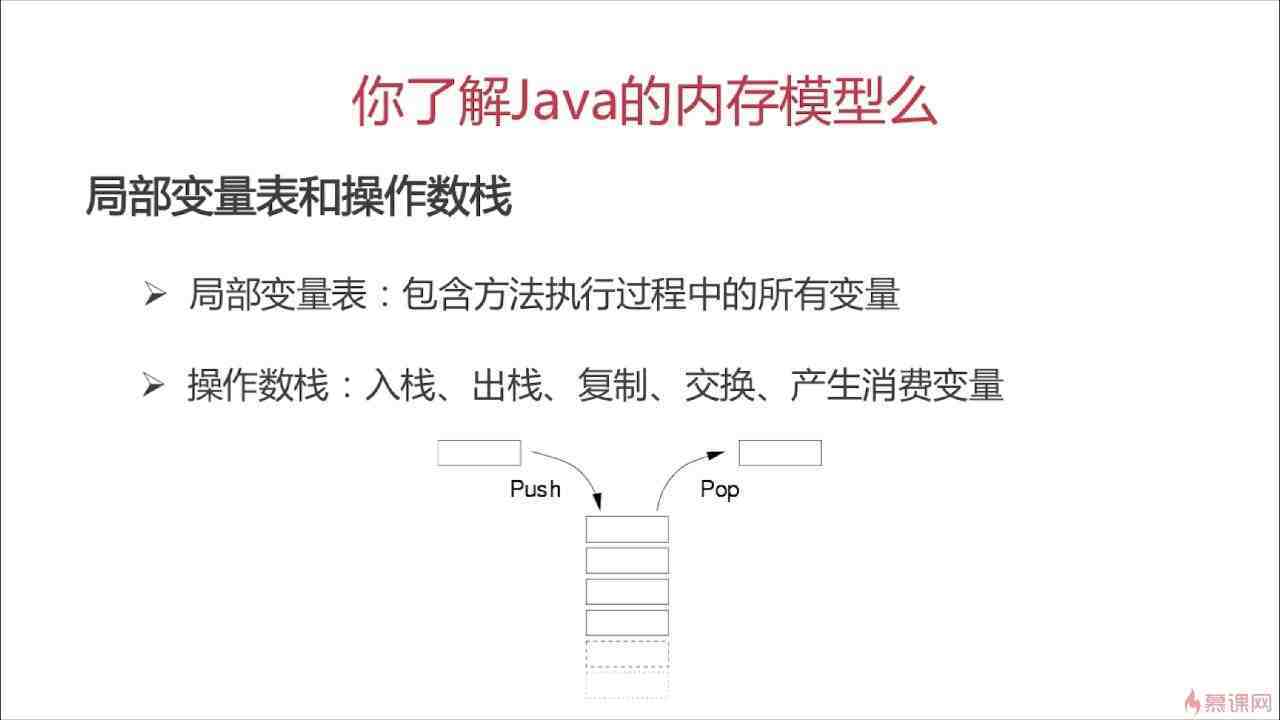 你了解Java的内存模型么
局部变量表和操作数栈
局部变量表：包含方法执行过程中的所有变量
操作数栈：入栈、出栈、复制、交换、产生消费变量
Push
Pop
慕课网